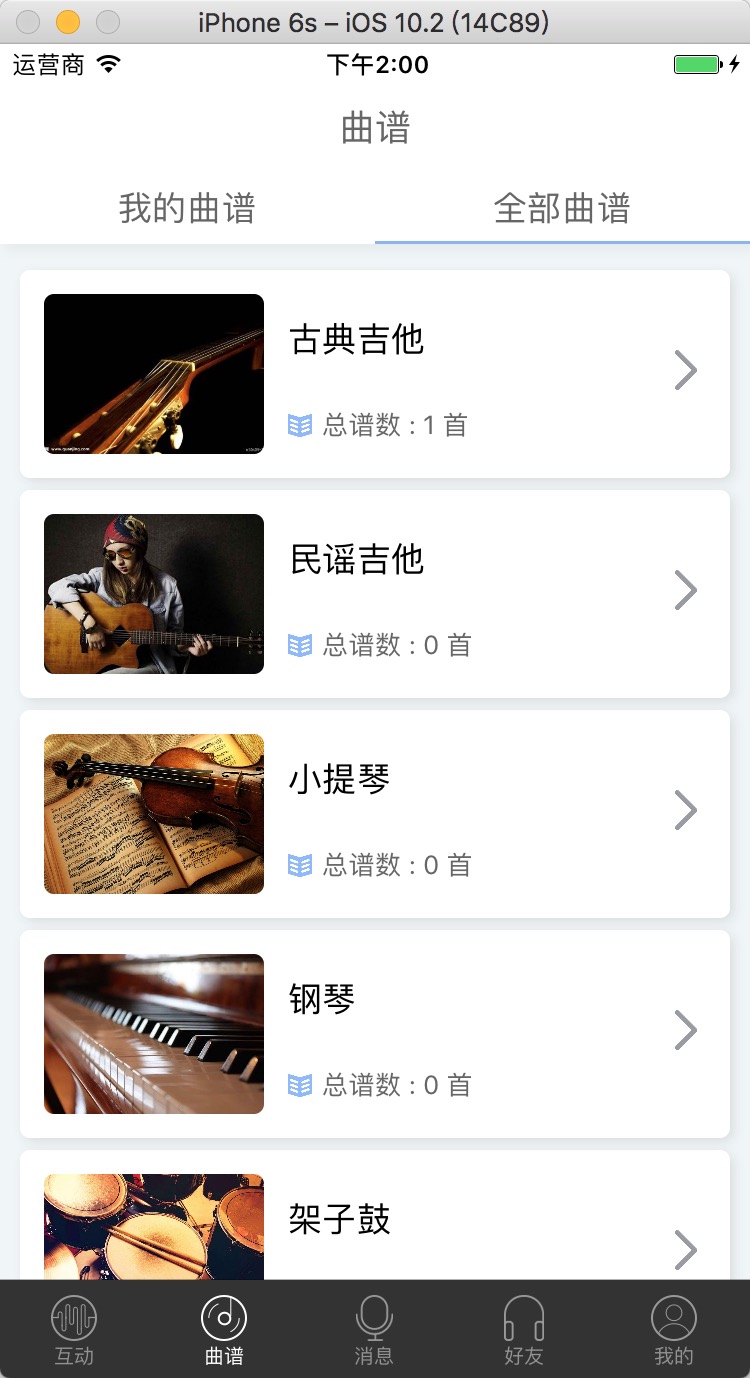 iPhone 6s – iOS 10.2 (14C89)
运营商 下午2:00
曲谱
我的曲谱 全部曲谱
古典吉他
总谱数 : 1 首
民谣吉他
总谱数 : 0 首
小提琴
总谱数 : 0 首
钢琴
总谱数 : 0 首
架子鼓
互动 曲谱 消息 好友 我的